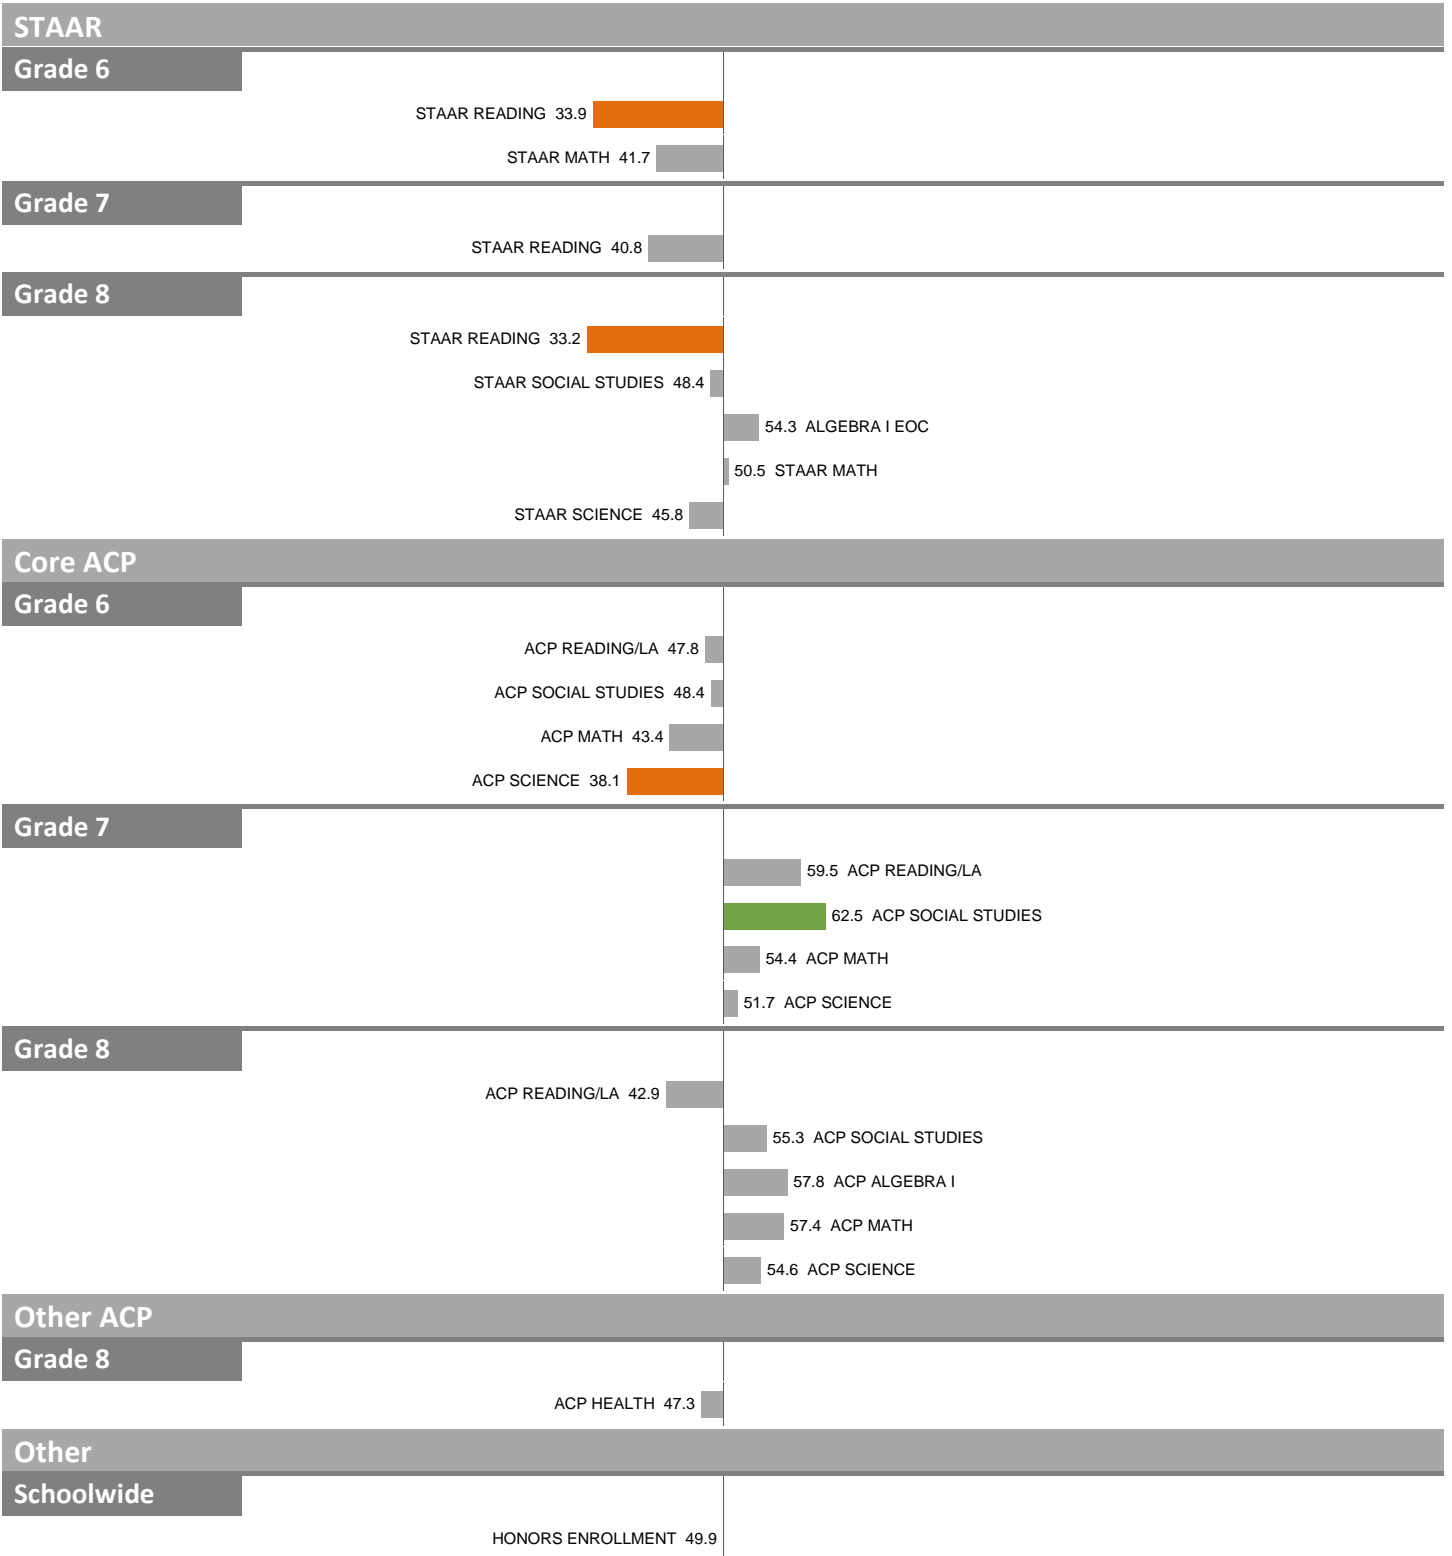 STAAR
Grade 6
STAAR READING 33.9
STAAR MATH 41.7
Grade 7
STAAR READING 40.8
Grade 8
STAAR READING 33.2
STAAR SOCIAL STUDIES 48.4
54.3 ALGEBRA I EOC
50.5 STAAR MATH
STAAR SCIENCE 45.8
Core ACP
Grade 6
ACP READING/LA 47.8
ACP SOCIAL STUDIES 48.4
ACP MATH 43.4
ACP SCIENCE 38.1
Grade 7
59.5 ACP READING/LA
62.5 ACP SOCIAL STUDIES
54.4 ACP MATH
51.7 ACP SCIENCE
Grade 8
ACP READING/LA 42.9
55.3 ACP SOCIAL STUDIES
57.8 ACP ALGEBRA I
57.4 ACP MATH
54.6 ACP SCIENCE
Other ACP
Grade 8
ACP HEALTH 47.3
Other
Schoolwide
HONORS ENROLLMENT 49.9